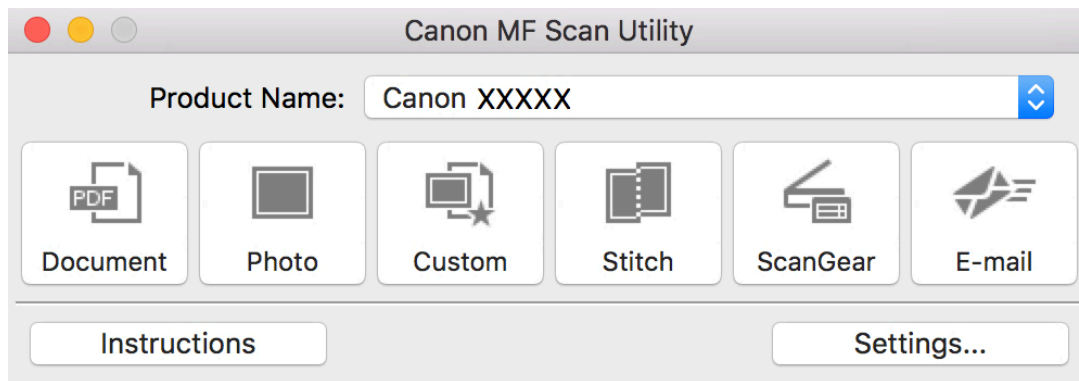 Canon MF Scan Utility
Product Name: Canon XXXXX
PDF
Document Photo Custom Stitch ScanGear E-mail
Instructions Settings...